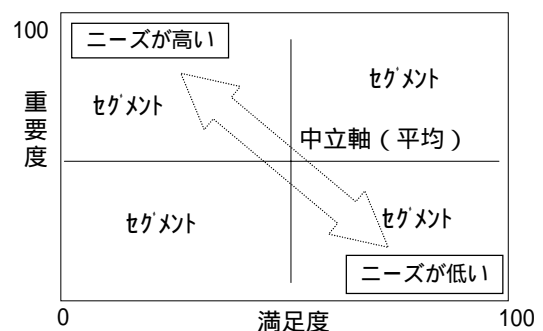 100
ニーズが高い
セグメント
セグメント
重要度
中立軸(平均)
セグメント
セグメント
ニーズが低い
0
満足度
100